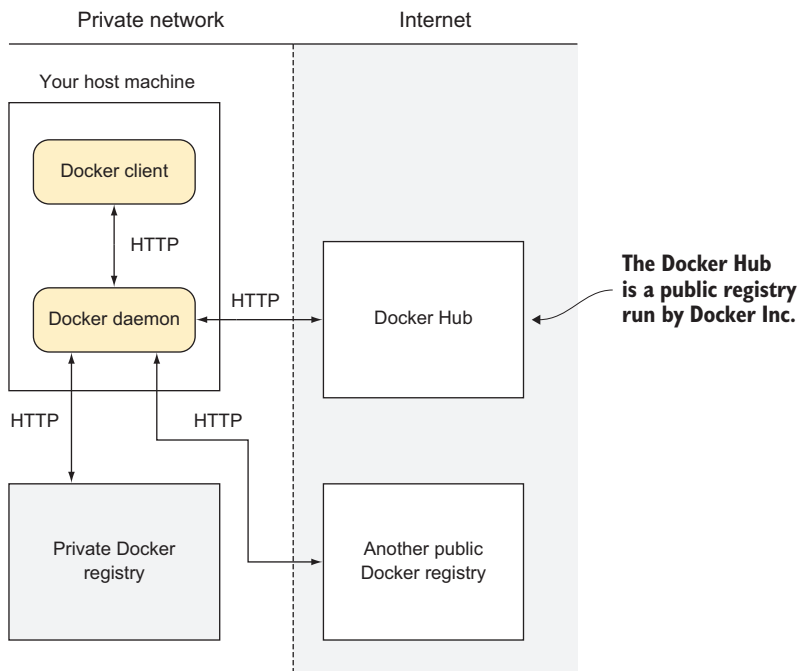 Private network
Internet
Your host machine
Docker client
HTTP
Docker daemon
HTTP
Docker Hub
The Docker Hub
is a public registry
run by Docker Inc.
HTTP
HTTP
Private Docker
registry
Another public
Docker registry